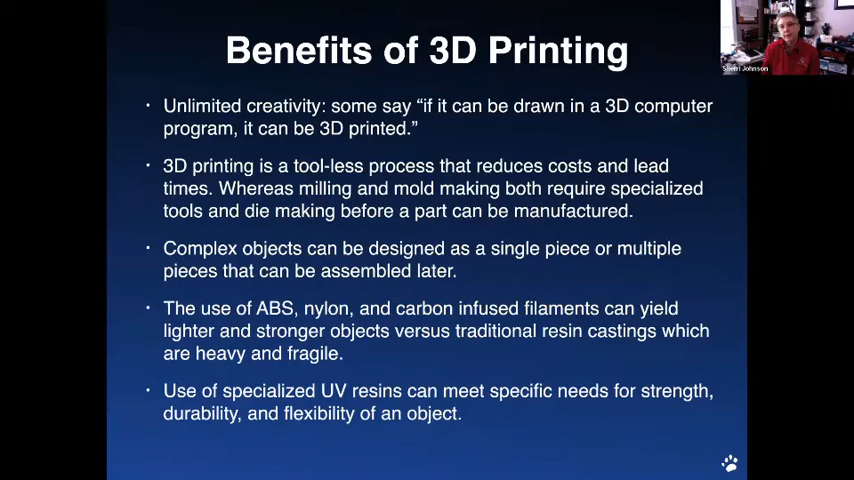 Benefits of 3D Printing
· Unlimited creativity: some say “if it can be drawn in a 3D computer
program, it can be 3D printed.”
· 3D printing is a tool-less process that reduces costs and lead
times. Whereas milling and mold making both require specialized
tools and die making before a part can be manufactured.
· Complex objects can be designed as a single piece or multiple
pieces that can be assembled later.
· The use of ABS, nylon, and carbon infused filaments can yield
lighter and stronger objects versus traditional resin castings which
are heavy and fragile.
· Use of specialized UV resins can meet specific needs for strength,
durability, and flexibility of an object.
Sherri Johnson